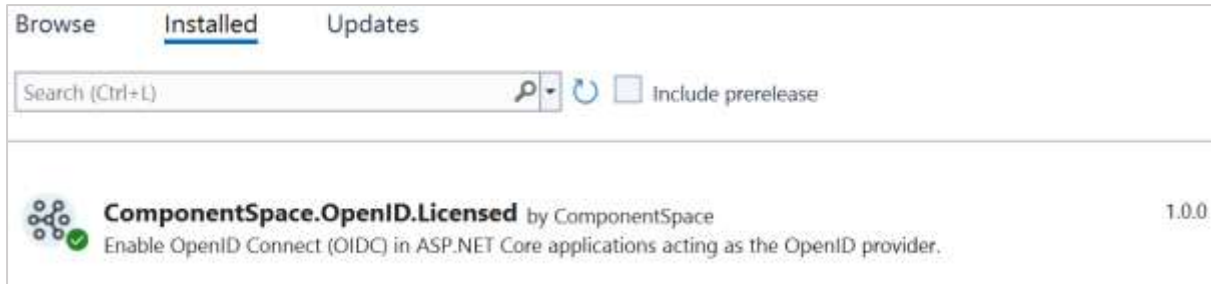 Browse Installed Updates
Search (Ctrl+L) Include prerelease
ComponentSpace.OpenID.Licensed by ComponentSpace 1.0.0
Enable OpenID Connect (OIDC) in ASP.NET Core applications acting as the OpenID provider.